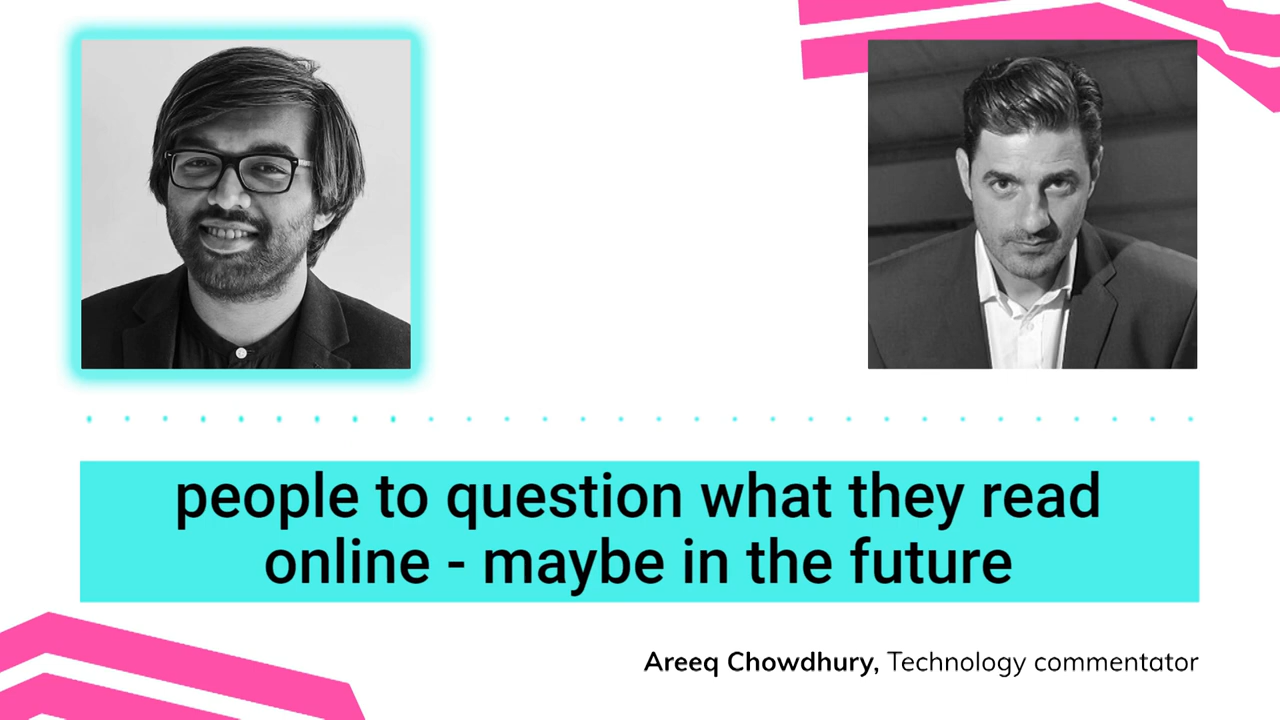 people to question what they read
online - maybe in the future
Areeq Chowdhury, Technology commentator